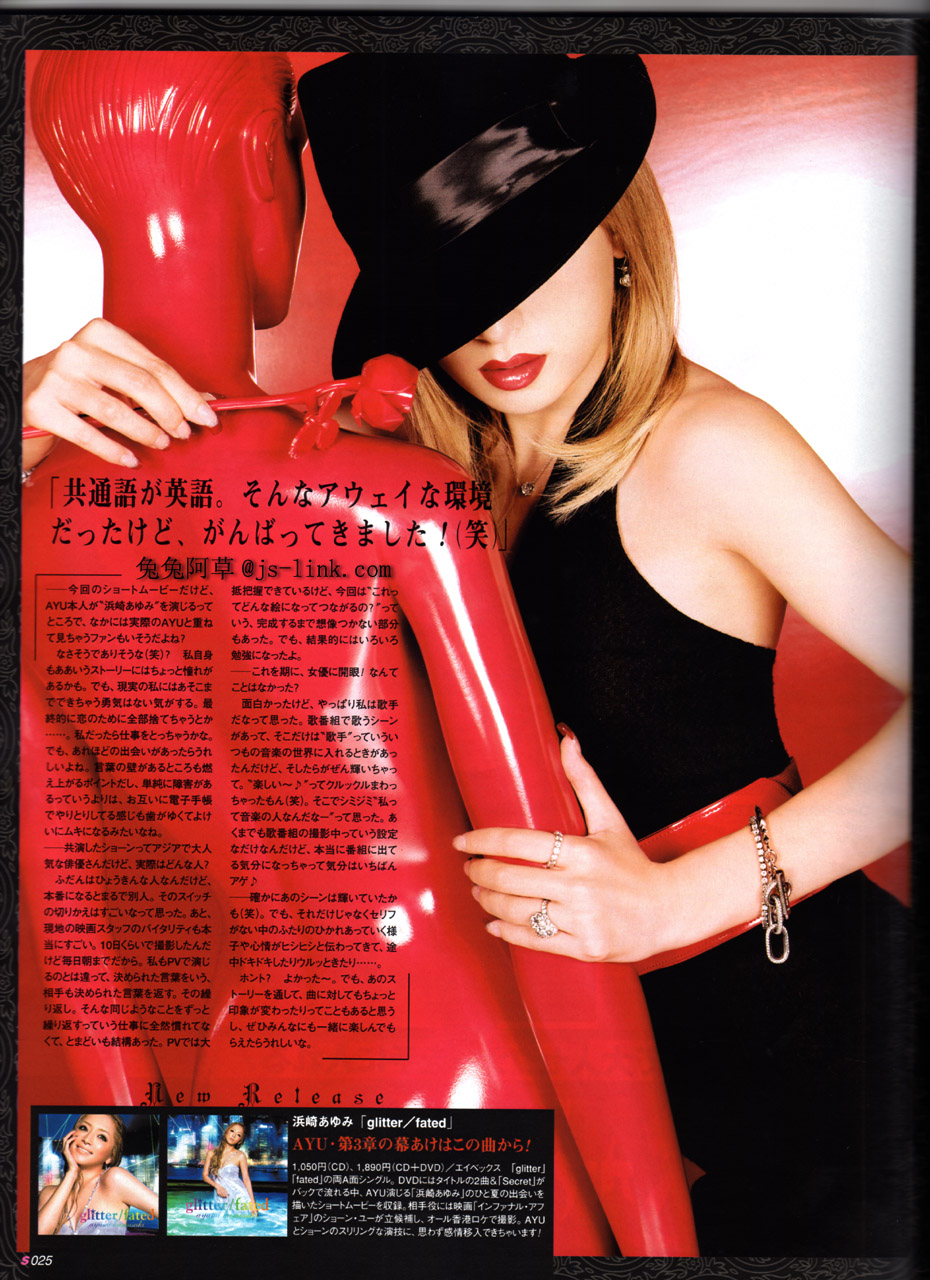 「共通語が英語。そんなアウェイな環境
だったけど、がんばってきました！(笑)」
兔兔阿草@js-link.com
――今回のショートムービーだけど、
AYU本人が“浜崎あゆみ”を演じるって
ところで、なかには実際のAYUと重ね
て見ちゃうファンもいそうだよね？
なさそうでありそうな(笑)？　私自身
もああいうストーリーにはちょっと憧れが
あるかも。でも、現実の私にはあそこま
でできちゃう勇気はない気がする。最
終的に恋のために全部捨てちゃうとか
……。私だったら仕事をとっちゃうかな。
でも、あれほどの出会いがあったらうれ
しいよね。言葉の壁があるところも燃
え上がるポイントだし、単純に障害があ
るっていうよりは、お互いに電子手帳
でやりとりしてる感じも歯がゆくてよけ
いにムキになるみたいなね。
――共演したショーンってアジアで大人
気な俳優さんだけど、実際はどんな人？
ふだんはひょうきんな人なんだけど、
本番になるとまるで別人。そのスイッチ
の切りかえはすごいなって思った。あと、
現地の映画スタッフのバイタリティも本
当にすごい。10日くらいで撮影したんだ
けど毎日朝までだから。私もPVで演じ
るのとは違って、決められた言葉をいう、
相手も決められた言葉を返す。その繰
り返し。そんな同じようなことをずっと
繰り返すっていう仕事に全然慣れてな
くて、とまどいも結構あった。PVでは大
抵把握できているけど、今回は“これっ
てどんな絵になってつながるの？”って
いう、完成するまで想像つかない部分
もあった。でも、結果的にはいろいろ
勉強になったよ。
――これを期に、女優に開眼！なんて
ことはなかった？
面白かったけど、やっぱり私は歌手
だなって思った。歌番組で歌うシーン
があって、そこだけは“歌手”っていうい
つもの音楽の世界に入れるときがあっ
たんだけど、そしたらがぜん輝いちゃっ
て。“楽しい～♪”ってクルックルまわっ
ちゃったもん(笑)。そこでシミジミ“私っ
て音楽の人なんだなー”って思った。あ
くまでも歌番組の撮影中っていう設定
なだけなんだけど、本当に番組に出て
る気分になっちゃって気分はいちばん
アゲ♪
――確かにあのシーンは輝いていたか
も(笑)。でも、それだけじゃなくセリフ
がない中のふたりのひかれあっていく様
子や心情がヒシヒシと伝わってきて、途
中ドキドキしたりウルッときたり……。
ホント？　よかった～。でも、あのス
トーリーを通して、曲に対してもちょっと
印象が変わったりってこともあると思う
し、ぜひみんなにも一緒に楽しんでも
らえたらうれしいな。
New Release
glitter/fated
ayumi hamasaki
glitter/fated
浜崎あゆみ「glitter／fated」
AYU・第3章の幕あけはこの曲から！
1,050円(CD)、1,890円(CD＋DVD)／エイベックス　「glitter」
「fated」の両A面シングル。DVDにはタイトルの2曲＆「Secret」が
バックで流れる中、AYU演じる「浜崎あゆみ」のひと夏の出会いを
描いたショートムービーを収録。相手役には映画「インファナル・アフ
ェア」のショーン・ユーが立候補し、オール香港ロケで撮影。AYU
とショーンのスリリングな演技に、思わず感情移入できちゃいます！
S 025